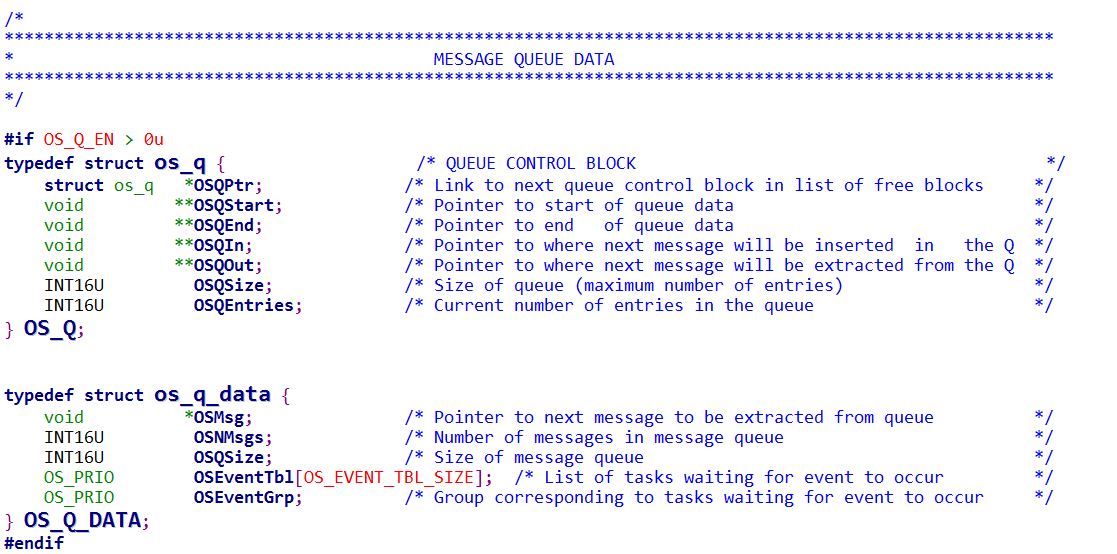 /*
*********************************************************************************************************
*                                          MESSAGE QUEUE DATA
*********************************************************************************************************
*/

#if OS_Q_EN > 0u
typedef struct os_q {                   /* QUEUE CONTROL BLOCK                                         */
    struct os_q   *OSQPtr;              /* Link to next queue control block in list of free blocks     */
    void         **OSQStart;            /* Pointer to start of queue data                              */
    void         **OSQEnd;              /* Pointer to end   of queue data                              */
    void         **OSQIn;               /* Pointer to where next message will be inserted  in   the Q  */
    void         **OSQOut;              /* Pointer to where next message will be extracted from the Q  */
    INT16U         OSQSize;             /* Size of queue (maximum number of entries)                   */
    INT16U         OSQEntries;          /* Current number of entries in the queue                      */
} OS_Q;


typedef struct os_q_data {
    void          *OSMsg;               /* Pointer to next message to be extracted from queue          */
    INT16U         OSNMsgs;             /* Number of messages in message queue                         */
    INT16U         OSQSize;             /* Size of message queue                                       */
    OS_PRIO        OSEventTbl[OS_EVENT_TBL_SIZE];  /* List of tasks waiting for event to occur         */
    OS_PRIO        OSEventGrp;          /* Group corresponding to tasks waiting for event to occur     */
} OS_Q_DATA;
#endif